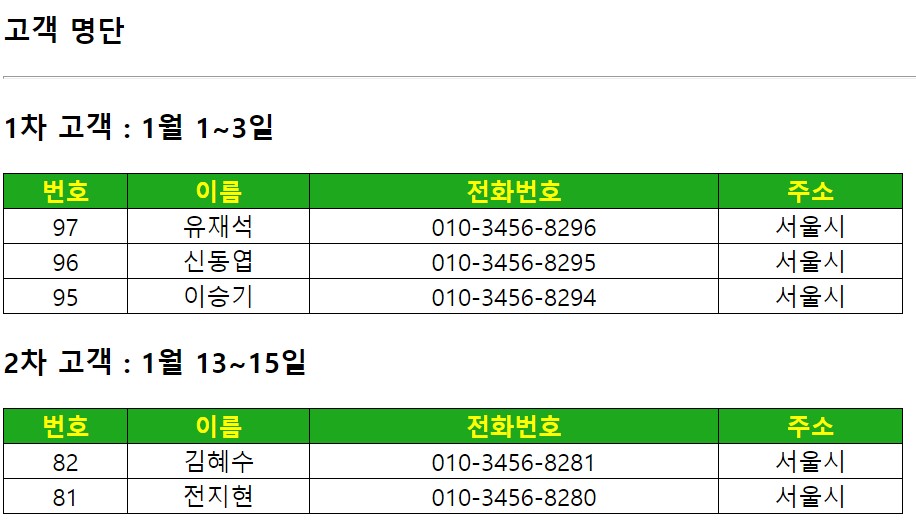 고객 명단
1차 고객 : 1월 1~3일
번호 이름 전화번호 주소
97 유재석 010-3456-8296 서울시
96 신동엽 010-3456-8295 서울시
95 이승기 010-3456-8294 서울시
2차 고객 : 1월 13~15일
번호 이름 전화번호 주소
82 김혜수 010-3456-8281 서울시
81 전지현 010-3456-8280 서울시